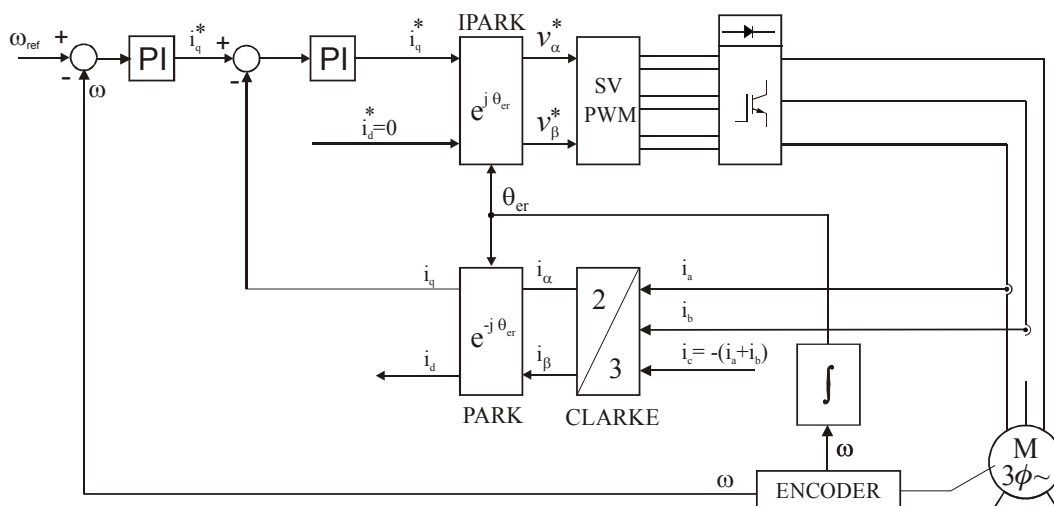 IPARK
ω_ref
+
-
ω
PI
i_q^*
+
-
PI
i_q^*
e^{jθ_er}
i_d^*=0
v_α^*
v_β^*
SV
PWM
θ_er
i_q
i_d
e^{-jθ_er}
PARK
i_α
i_β
2
3
CLARKE
i_a
i_b
i_c= -(i_a+i_b)
∫
ω
ω
ENCODER
M
3ϕ~